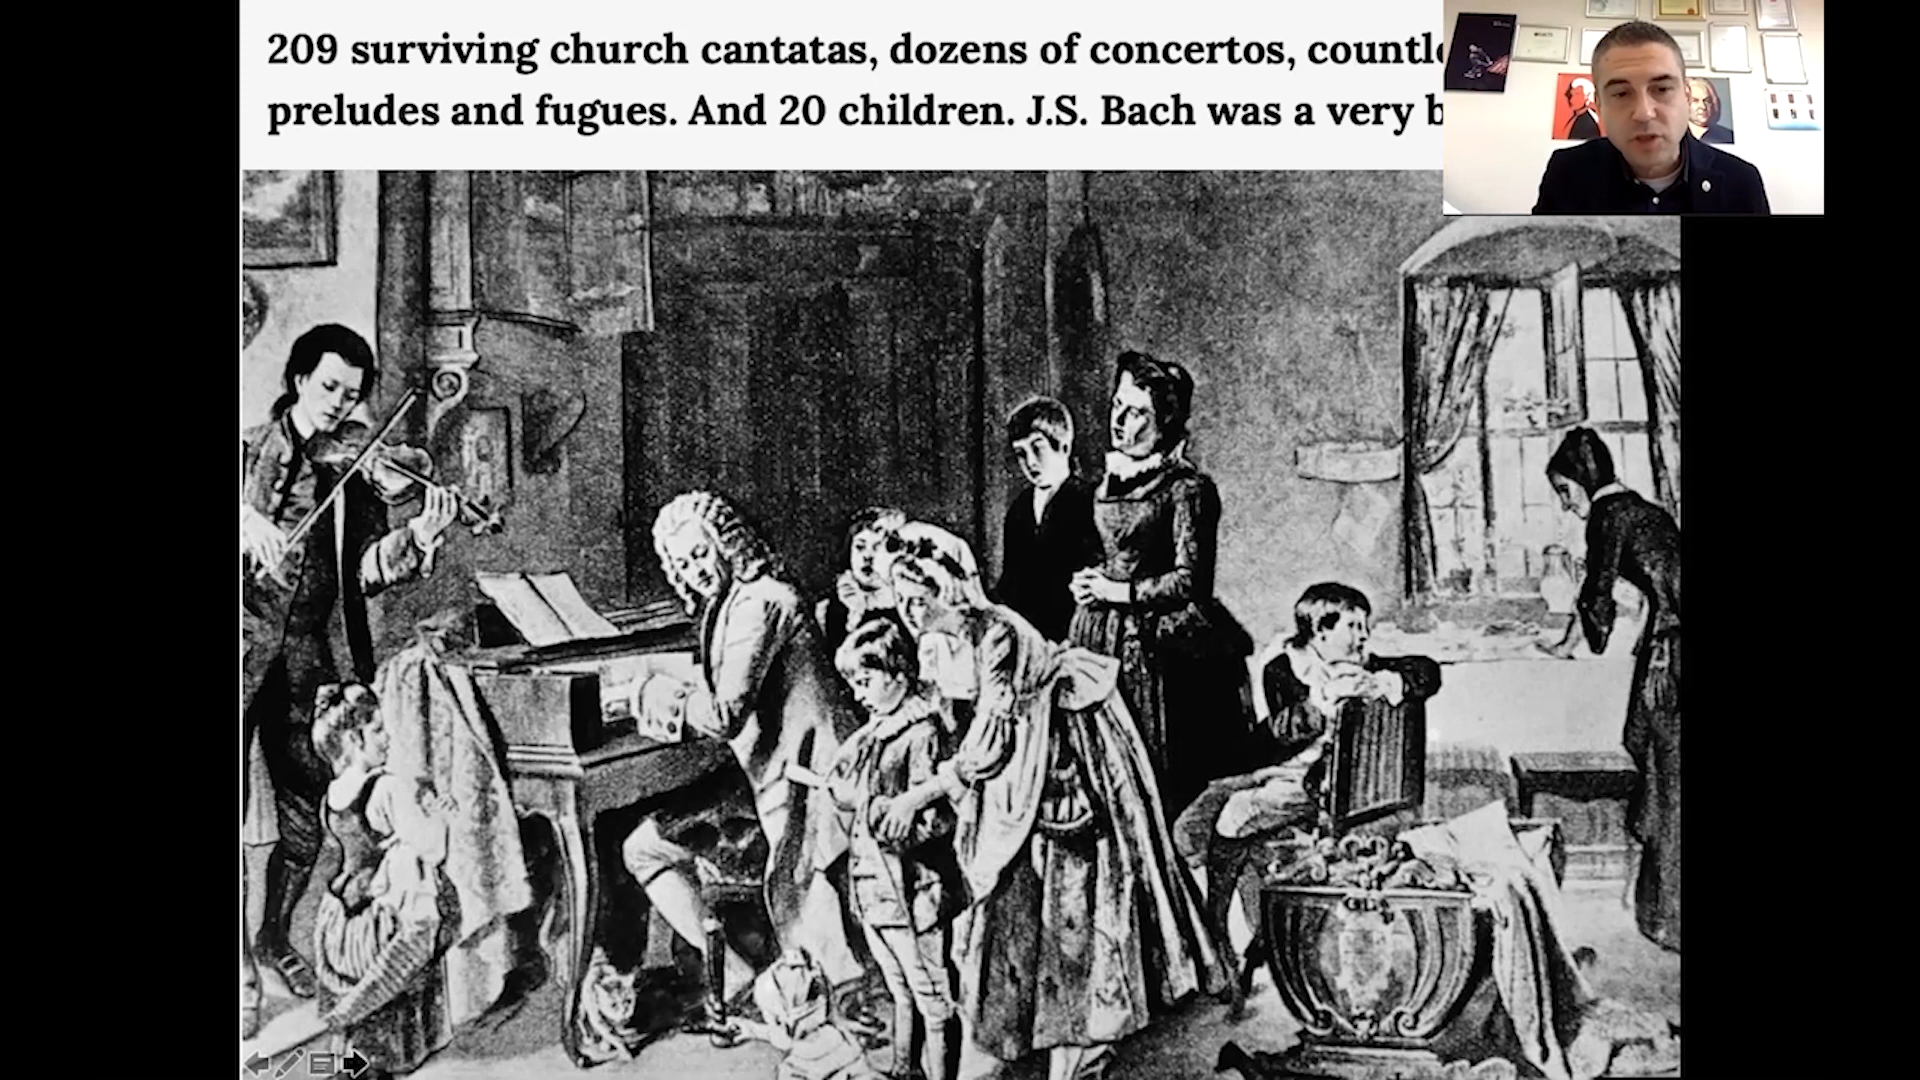 209 surviving church cantatas, dozens of concertos,
preludes and fugues. And 20 children. J.S. Bach was a very